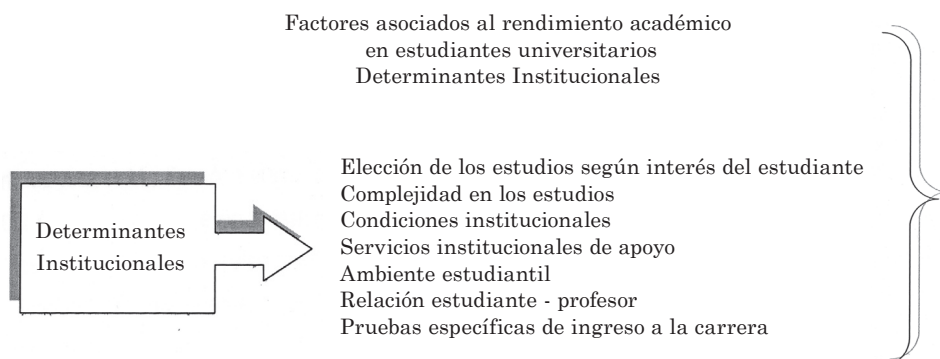 Factores asociados al rendimiento académico
en estudiantes universitarios
Determinantes Institucionales
Determinantes
Institucionales
Elección de los estudios según interés del estudiante
Complejidad en los estudios
Condiciones institucionales
Servicios institucionales de apoyo
Ambiente estudiantil
Relación estudiante - profesor
Pruebas específicas de ingreso a la carrera